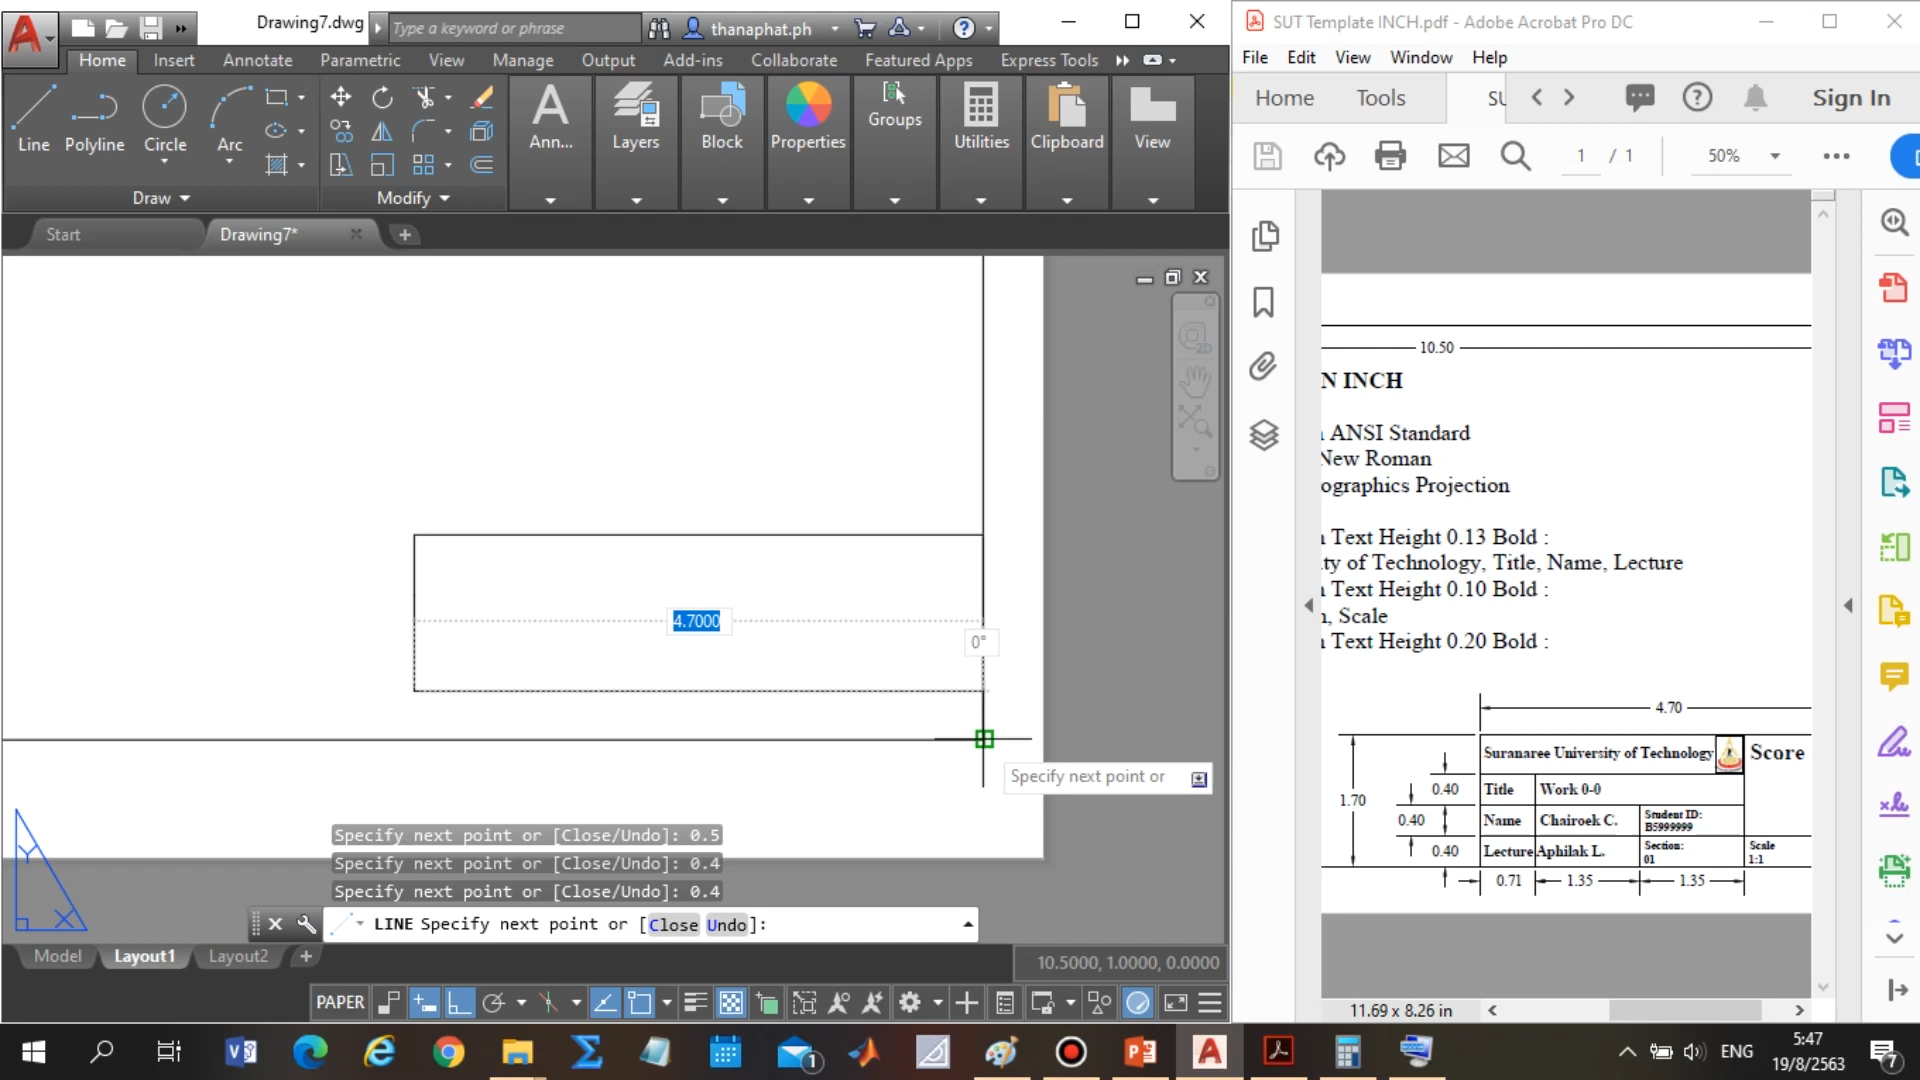 Drawing7.dwg
Type a keyword or phrase
thanaphat.ph
Home Insert Annotate Parametric View Manage Output Add-ins Collaborate Featured Apps Express Tools
Line Polyline Circle Arc
Ann... Layers Block Properties Groups Utilities Clipboard View
Draw Modify
Start Drawing7*
2D
4.7000
0°
Specify next point or
Specify next point or [Close/Undo]: 0.5
Specify next point or [Close/Undo]: 0.4
Specify next point or [Close/Undo]: 0.4
LINE Specify next point or [Close Undo]:
Y
X
Model Layout1 Layout2 +
10.5000, 1.0000, 0.0000
PAPER
SUT Template INCH.pdf - Adobe Acrobat Pro DC
File Edit View Window Help
Home Tools SU Sign In
1 / 1 50%
10.50
N INCH
ANSI Standard
New Roman
ographics Projection
Text Height 0.13 Bold :
ty of Technology, Title, Name, Lecture
Text Height 0.10 Bold :
, Scale
Text Height 0.20 Bold :
4.70
Suranaree University of Technology Score
1.70 0.40 Title Work 0-0
0.40 Name Chairoek C. Student ID:
B5999999
0.40 Lecture Aphilak L. Section:
01
Scale
1:1
0.71 1.35 1.35
11.69 x 8.26 in
1
ENG
5:47
19/8/2563
7